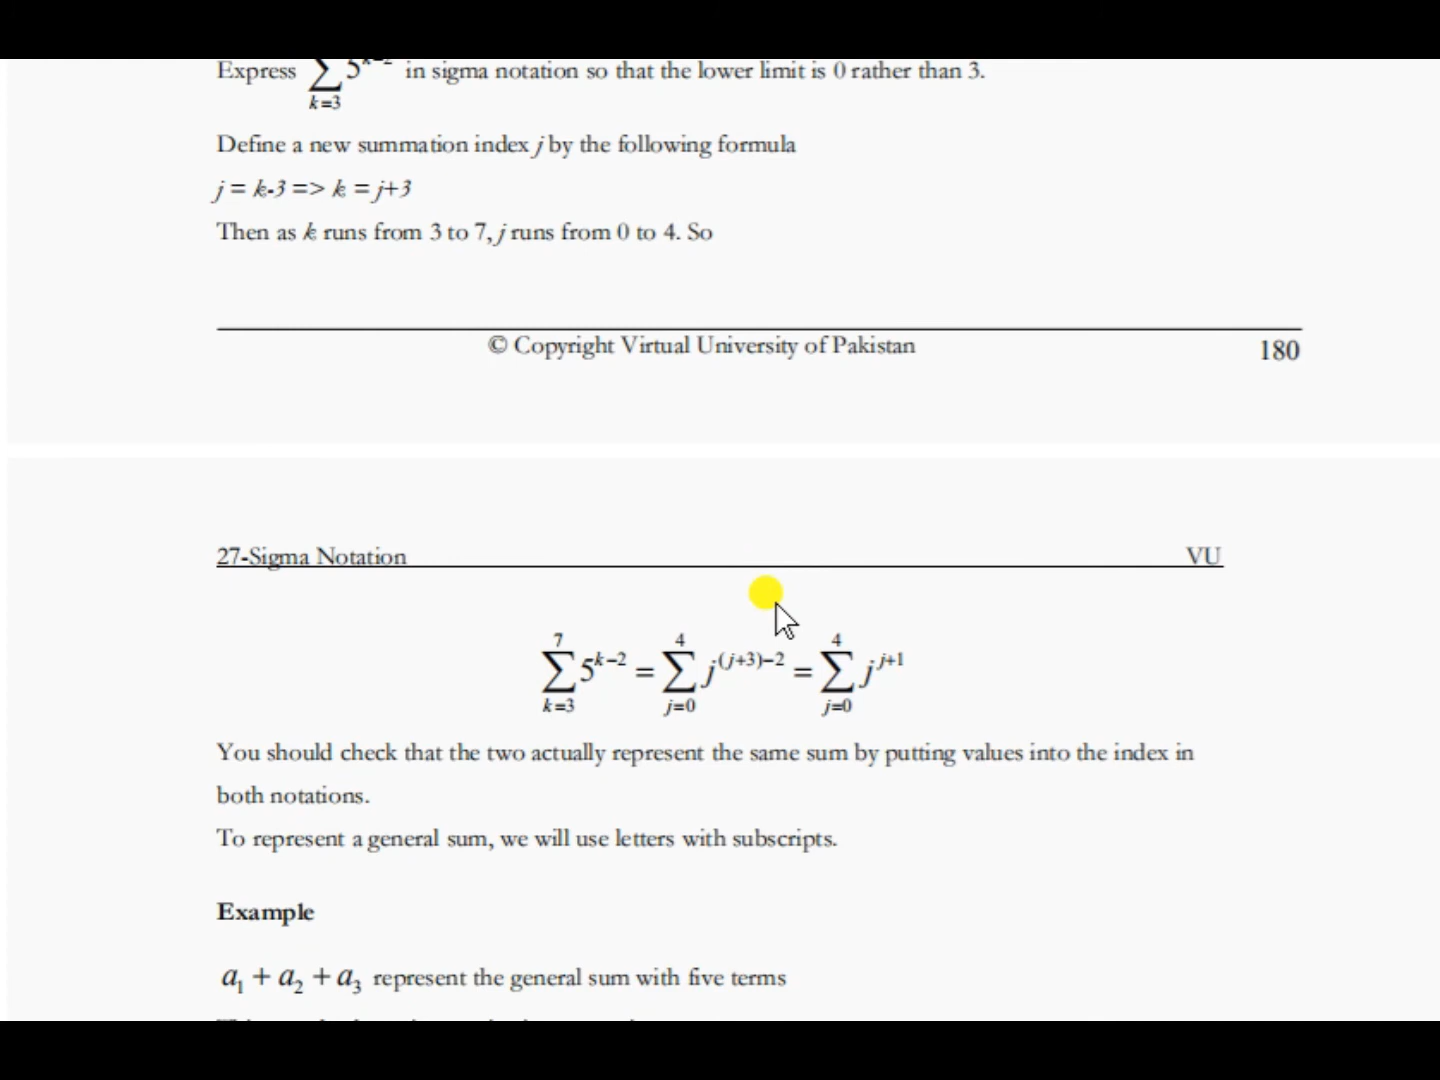 Express ∑ 5^{k-2} in sigma notation so that the lower limit is 0 rather than 3.
k=3
Define a new summation index j by the following formula
j = k-3 => k = j+3
Then as k runs from 3 to 7, j runs from 0 to 4. So
© Copyright Virtual University of Pakistan 180
27-Sigma Notation VU
∑_{k=3}^{7} 5^{k-2} = ∑_{j=0}^{4} j^{(j+3)-2} = ∑_{j=0}^{4} j^{j+1}
You should check that the two actually represent the same sum by putting values into the index in
both notations.
To represent a general sum, we will use letters with subscripts.
Example
a₁ + a₂ + a₃ represent the general sum with five terms